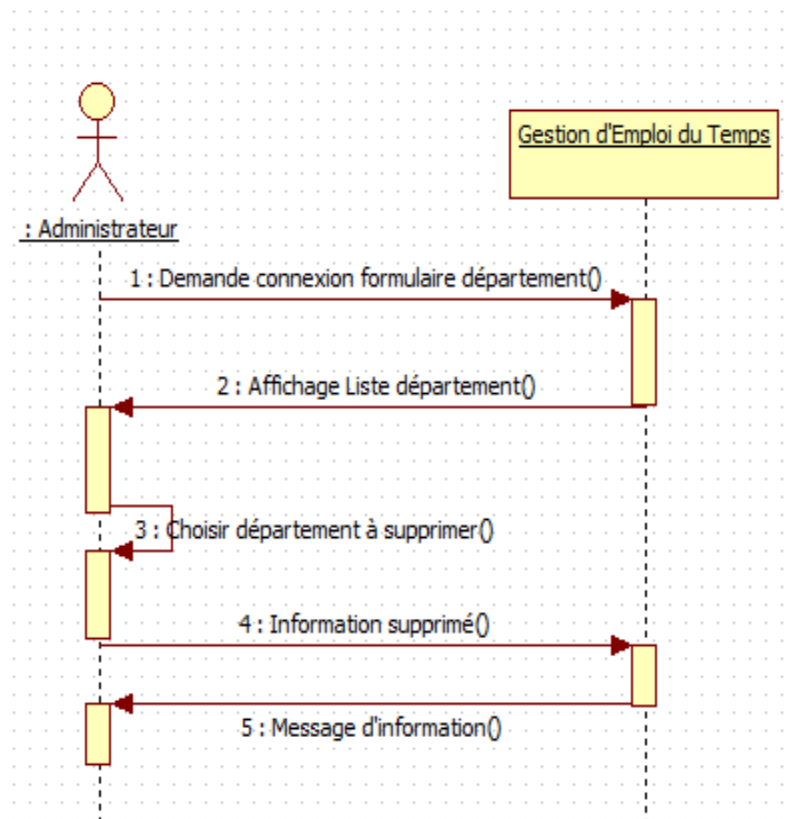 Gestion d'Emploi du Temps
: Administrateur
1 : Demande connexion formulaire département()
2 : Affichage Liste département()
3 : Choisir département à supprimer()
4 : Information supprimé()
5 : Message d'information()